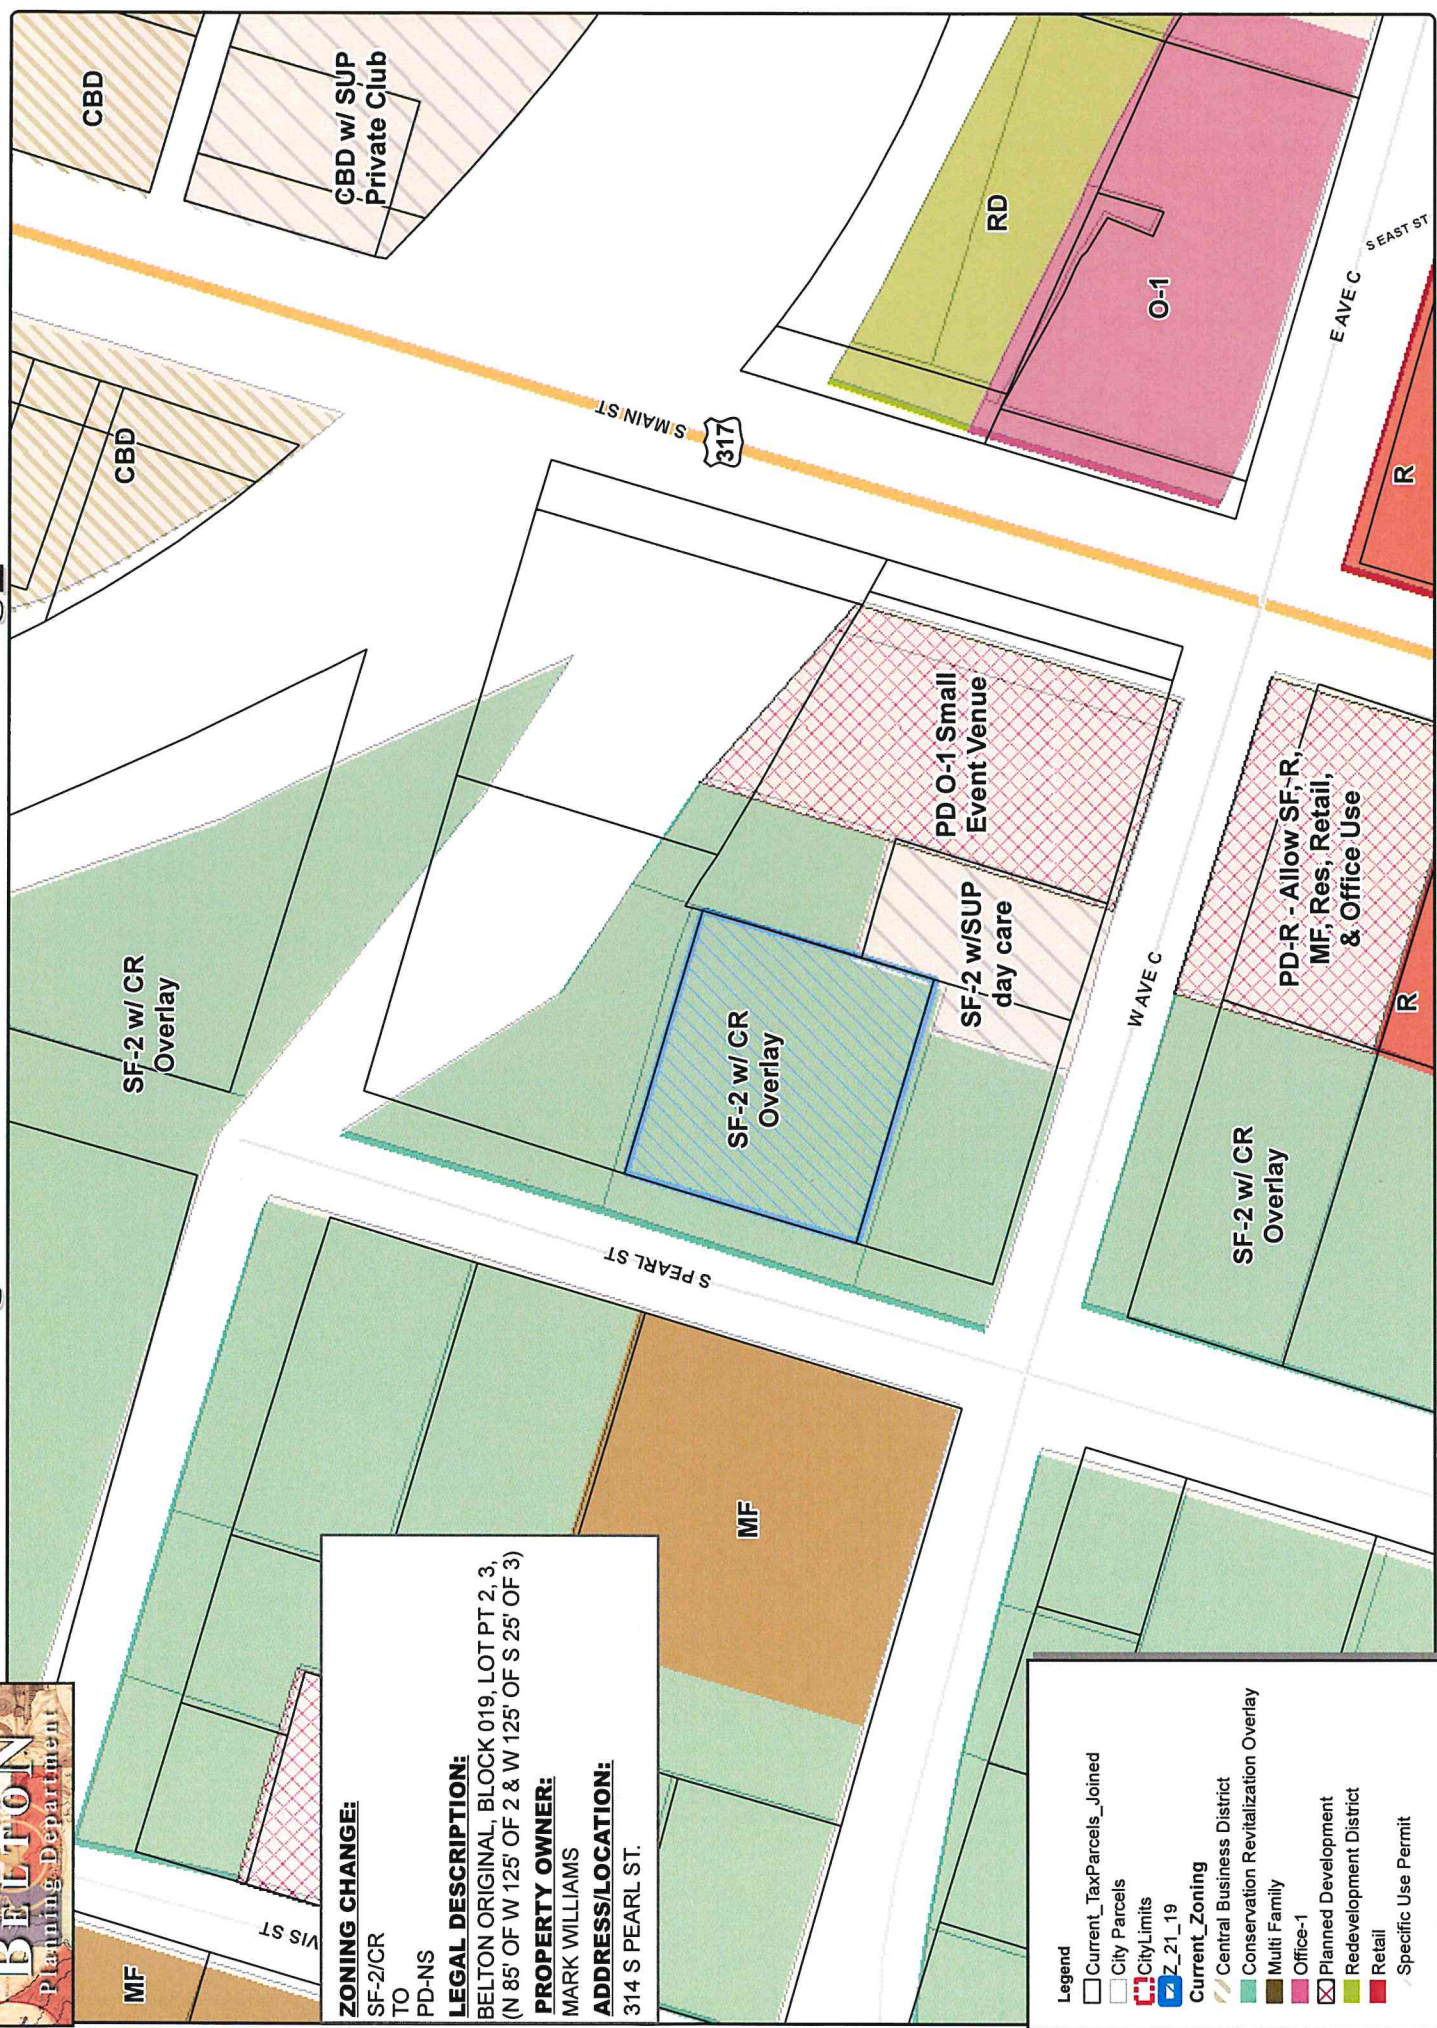 BELTON
Planning Department
CBD
CBD w/ SUP
Private Club
CBD
SF-2 w/ CR
Overlay
S MAIN ST
317
RD
O-1
E AVE C
S EAST ST
R
PD O-1 Small
Event Venue
SF-2 w/SUP
day care
SF-2 w/ CR
Overlay
W AVE C
PD-R - Allow SF-R,
MF, Res, Retail,
& Office Use
R
SF-2 w/ CR
Overlay
S PEARL ST
MF
MF
VIS ST
ZONING CHANGE:
SF-2/CR
TO
PD-NS
LEGAL DESCRIPTION:
BELTON ORIGINAL, BLOCK 019, LOT PT 2, 3,
(N 85' OF W 125' OF 2 & W 125' OF S 25' OF 3)
PROPERTY OWNER:
MARK WILLIAMS
ADDRESS/LOCATION:
314 S PEARL ST.
Legend
Current_TaxParcels_Joined
City Parcels
CityLimits
Z_21_19
Current_Zoning
Central Business District
Conservation Revitalization Overlay
Multi Family
Office-1
Planned Development
Redevelopment District
Retail
Specific Use Permit